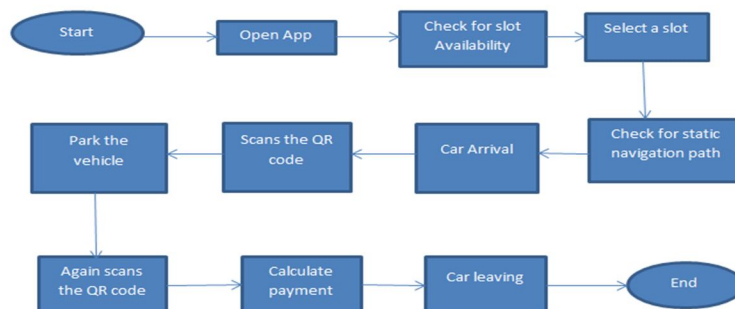 Start
Open App
Check for slot
Availability
Select a slot
Check for static
navigation path
Car Arrival
Scans the QR
code
Park the
vehicle
Again scans
the QR code
Calculate
payment
Car leaving
End